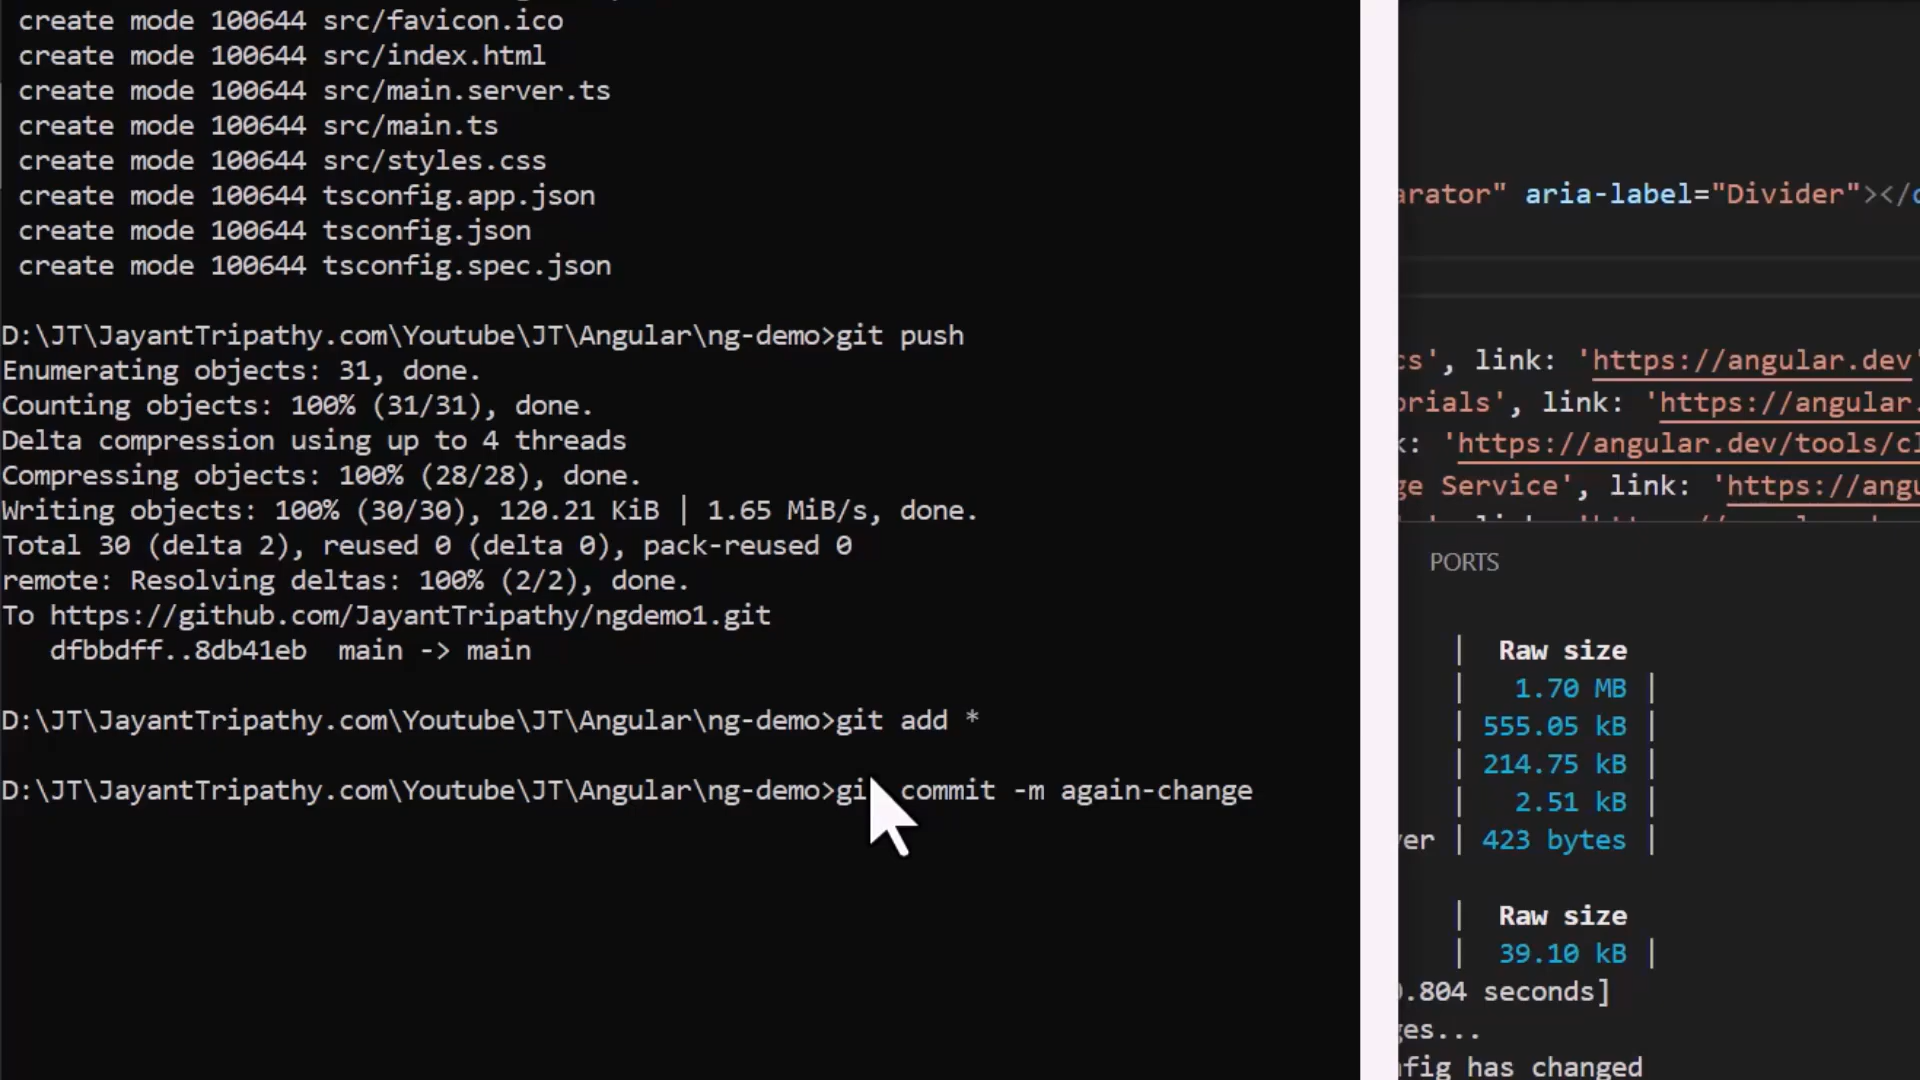 create mode 100644 src/favicon.ico
create mode 100644 src/index.html
create mode 100644 src/main.server.ts
create mode 100644 src/main.ts
create mode 100644 src/styles.css
create mode 100644 tsconfig.app.json
create mode 100644 tsconfig.json
create mode 100644 tsconfig.spec.json
D:\JT\JayantTripathy.com\Youtube\JT\Angular\ng-demo>git push
Enumerating objects: 31, done.
Counting objects: 100% (31/31), done.
Delta compression using up to 4 threads
Compressing objects: 100% (28/28), done.
Writing objects: 100% (30/30), 120.21 KiB | 1.65 MiB/s, done.
Total 30 (delta 2), reused 0 (delta 0), pack-reused 0
remote: Resolving deltas: 100% (2/2), done.
To https://github.com/JayantTripathy/ngdemo1.git
dfbbdff..8db41eb  main -> main
D:\JT\JayantTripathy.com\Youtube\JT\Angular\ng-demo>git add *
D:\JT\JayantTripathy.com\Youtube\JT\Angular\ng-demo>git commit -m again-change
arator" aria-label="Divider"></
cs', link: 'https://angular.dev'
orials', link: 'https://angular.
k: 'https://angular.dev/tools/cl
ge Service', link: 'https://angu
PORTS
| Raw size
| 1.70 MB |
| 555.05 kB |
| 214.75 kB |
| 2.51 kB |
ver | 423 bytes |
| Raw size
| 39.10 kB |
0.804 seconds]
ges...
nfig has changed